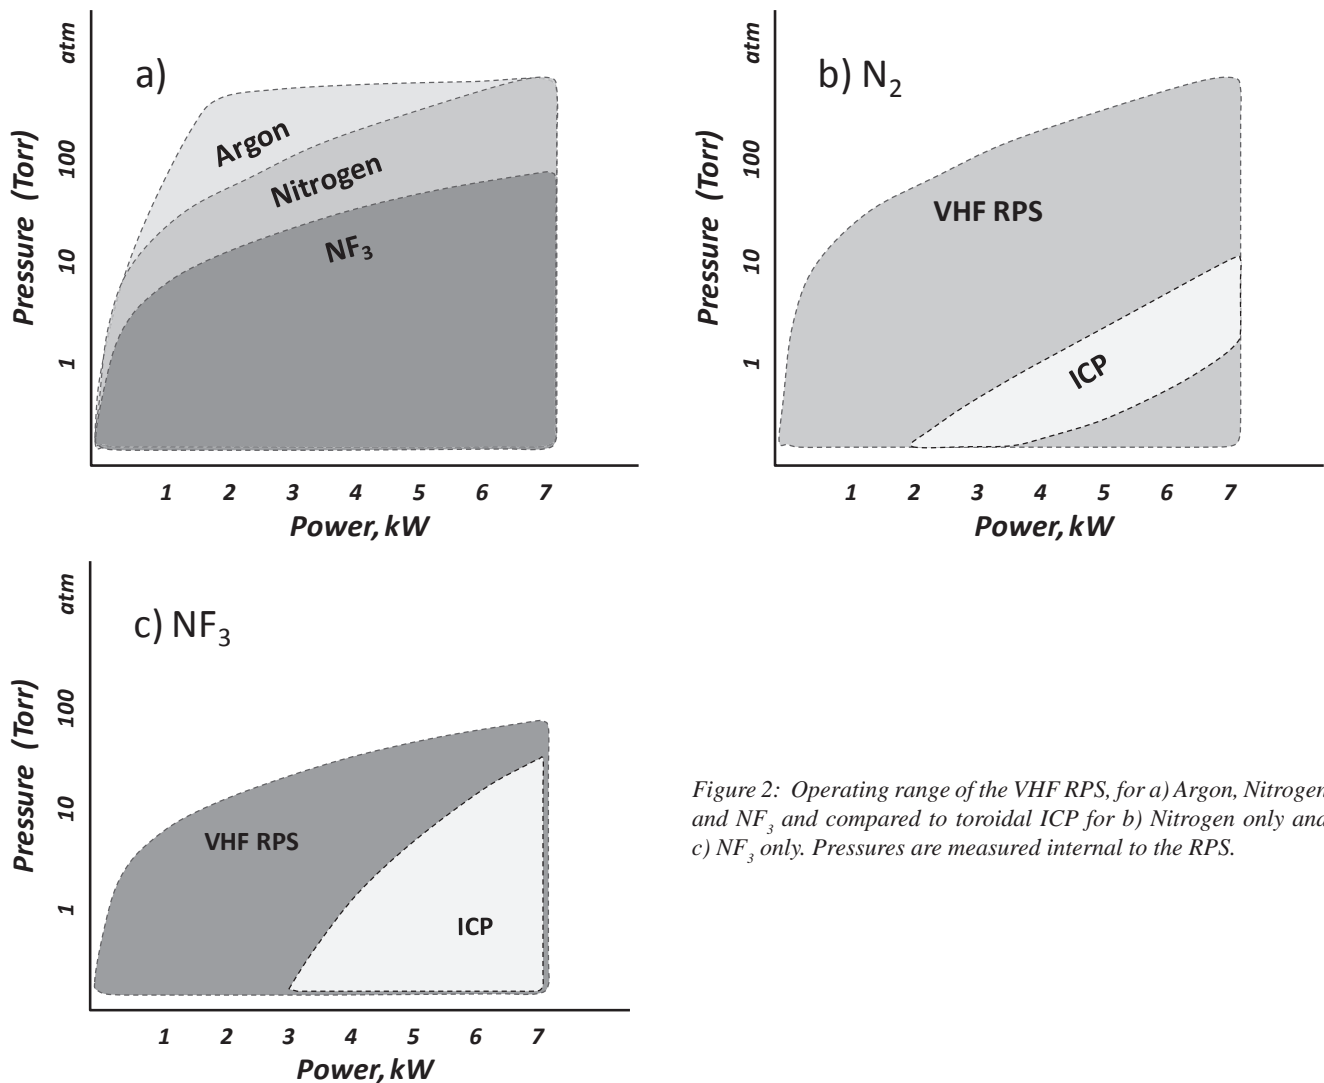 a)
atm
100
10
1
Pressure (Torr)
Argon
Nitrogen
NF3
1 2 3 4 5 6 7
Power, kW
b) N2
atm
100
10
1
Pressure (Torr)
VHF RPS
ICP
1 2 3 4 5 6 7
Power, kW
c) NF3
atm
100
10
1
Pressure (Torr)
VHF RPS
ICP
1 2 3 4 5 6 7
Power, kW
Figure 2: Operating range of the VHF RPS, for a) Argon, Nitrogen
and NF3 and compared to toroidal ICP for b) Nitrogen only and
c) NF3 only. Pressures are measured internal to the RPS.